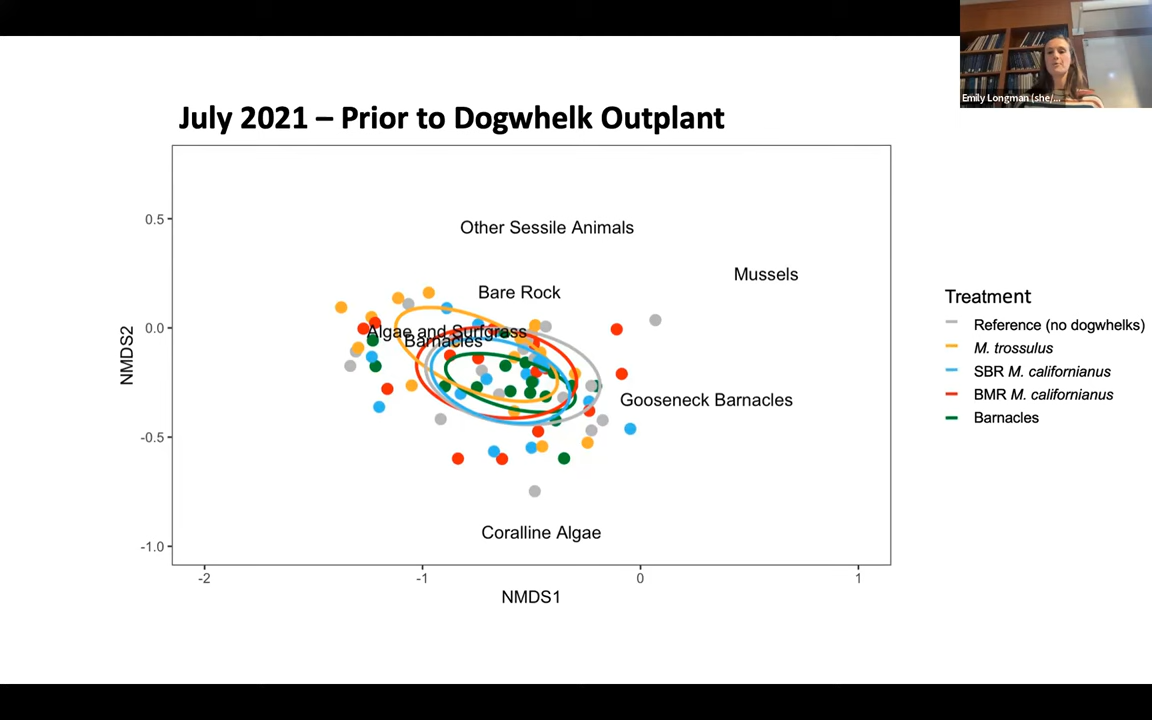 Emily Longman (she/...
July 2021 – Prior to Dogwhelk Outplant
0.5
0.0
-0.5
-1.0
NMDS2
Other Sessile Animals
Mussels
Bare Rock
Algae and Surfgrass
Barnacles
Gooseneck Barnacles
Coralline Algae
-2
-1
0
1
NMDS1
Treatment
Reference (no dogwhelks)
M. trossulus
SBR M. californianus
BMR M. californianus
Barnacles